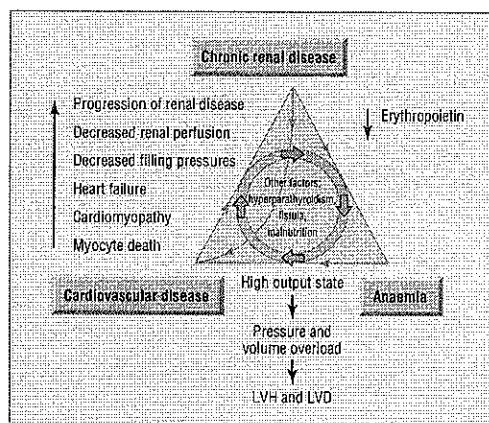 Chronic renal disease
Progression of renal disease
Decreased renal perfusion
Decreased filling pressures
Heart failure
Cardiomyopathy
Myocyte death
Erythropoietin
Other factors:
hyperparathyroidism,
fistula,
malnutrition
Cardiovascular disease
High output state
Anaemia
Pressure and
volume overload
LVH and LVD